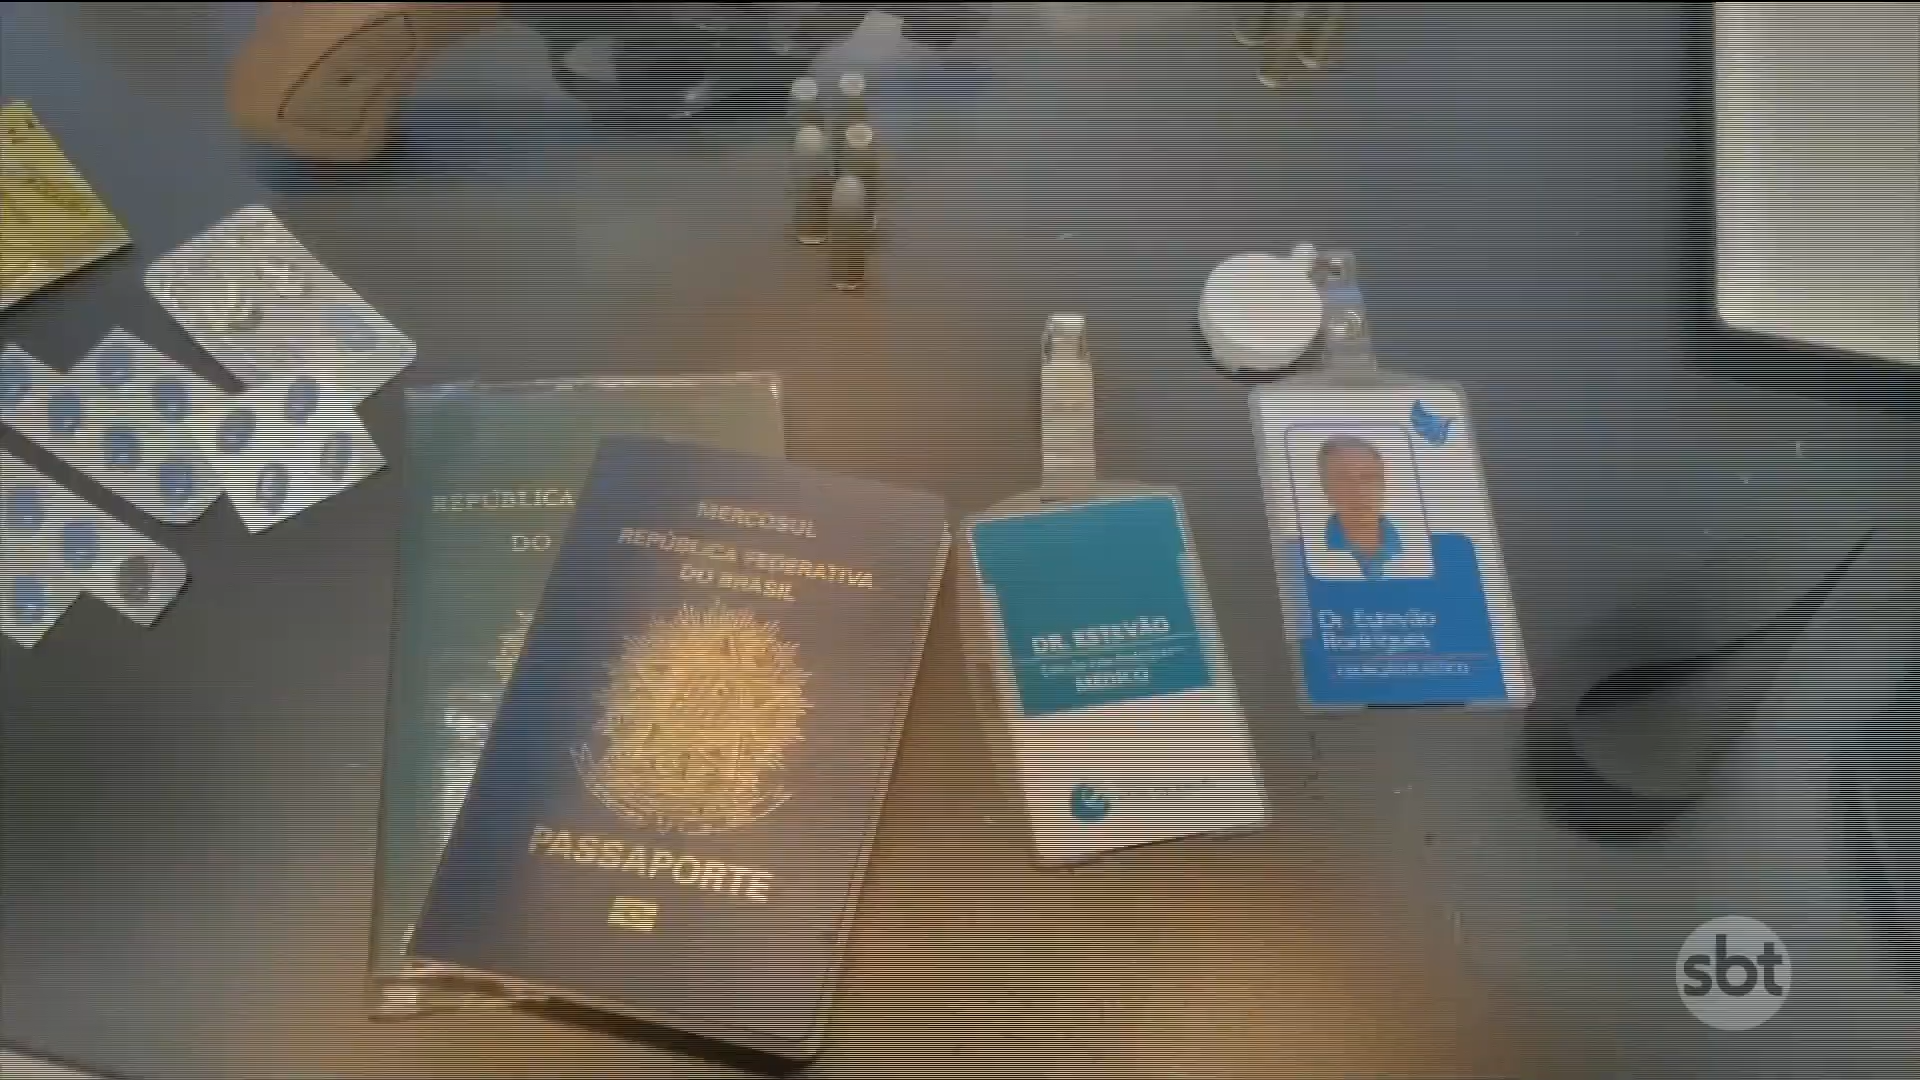 REPÚBLICA
DO
MERCOSUL
REPÚBLICA FEDERATIVA
DO BRASIL
PASSAPORTE
DR. ESTEVÃO
MÉDICO
Dr. Estevão
Rodrigues
sbt